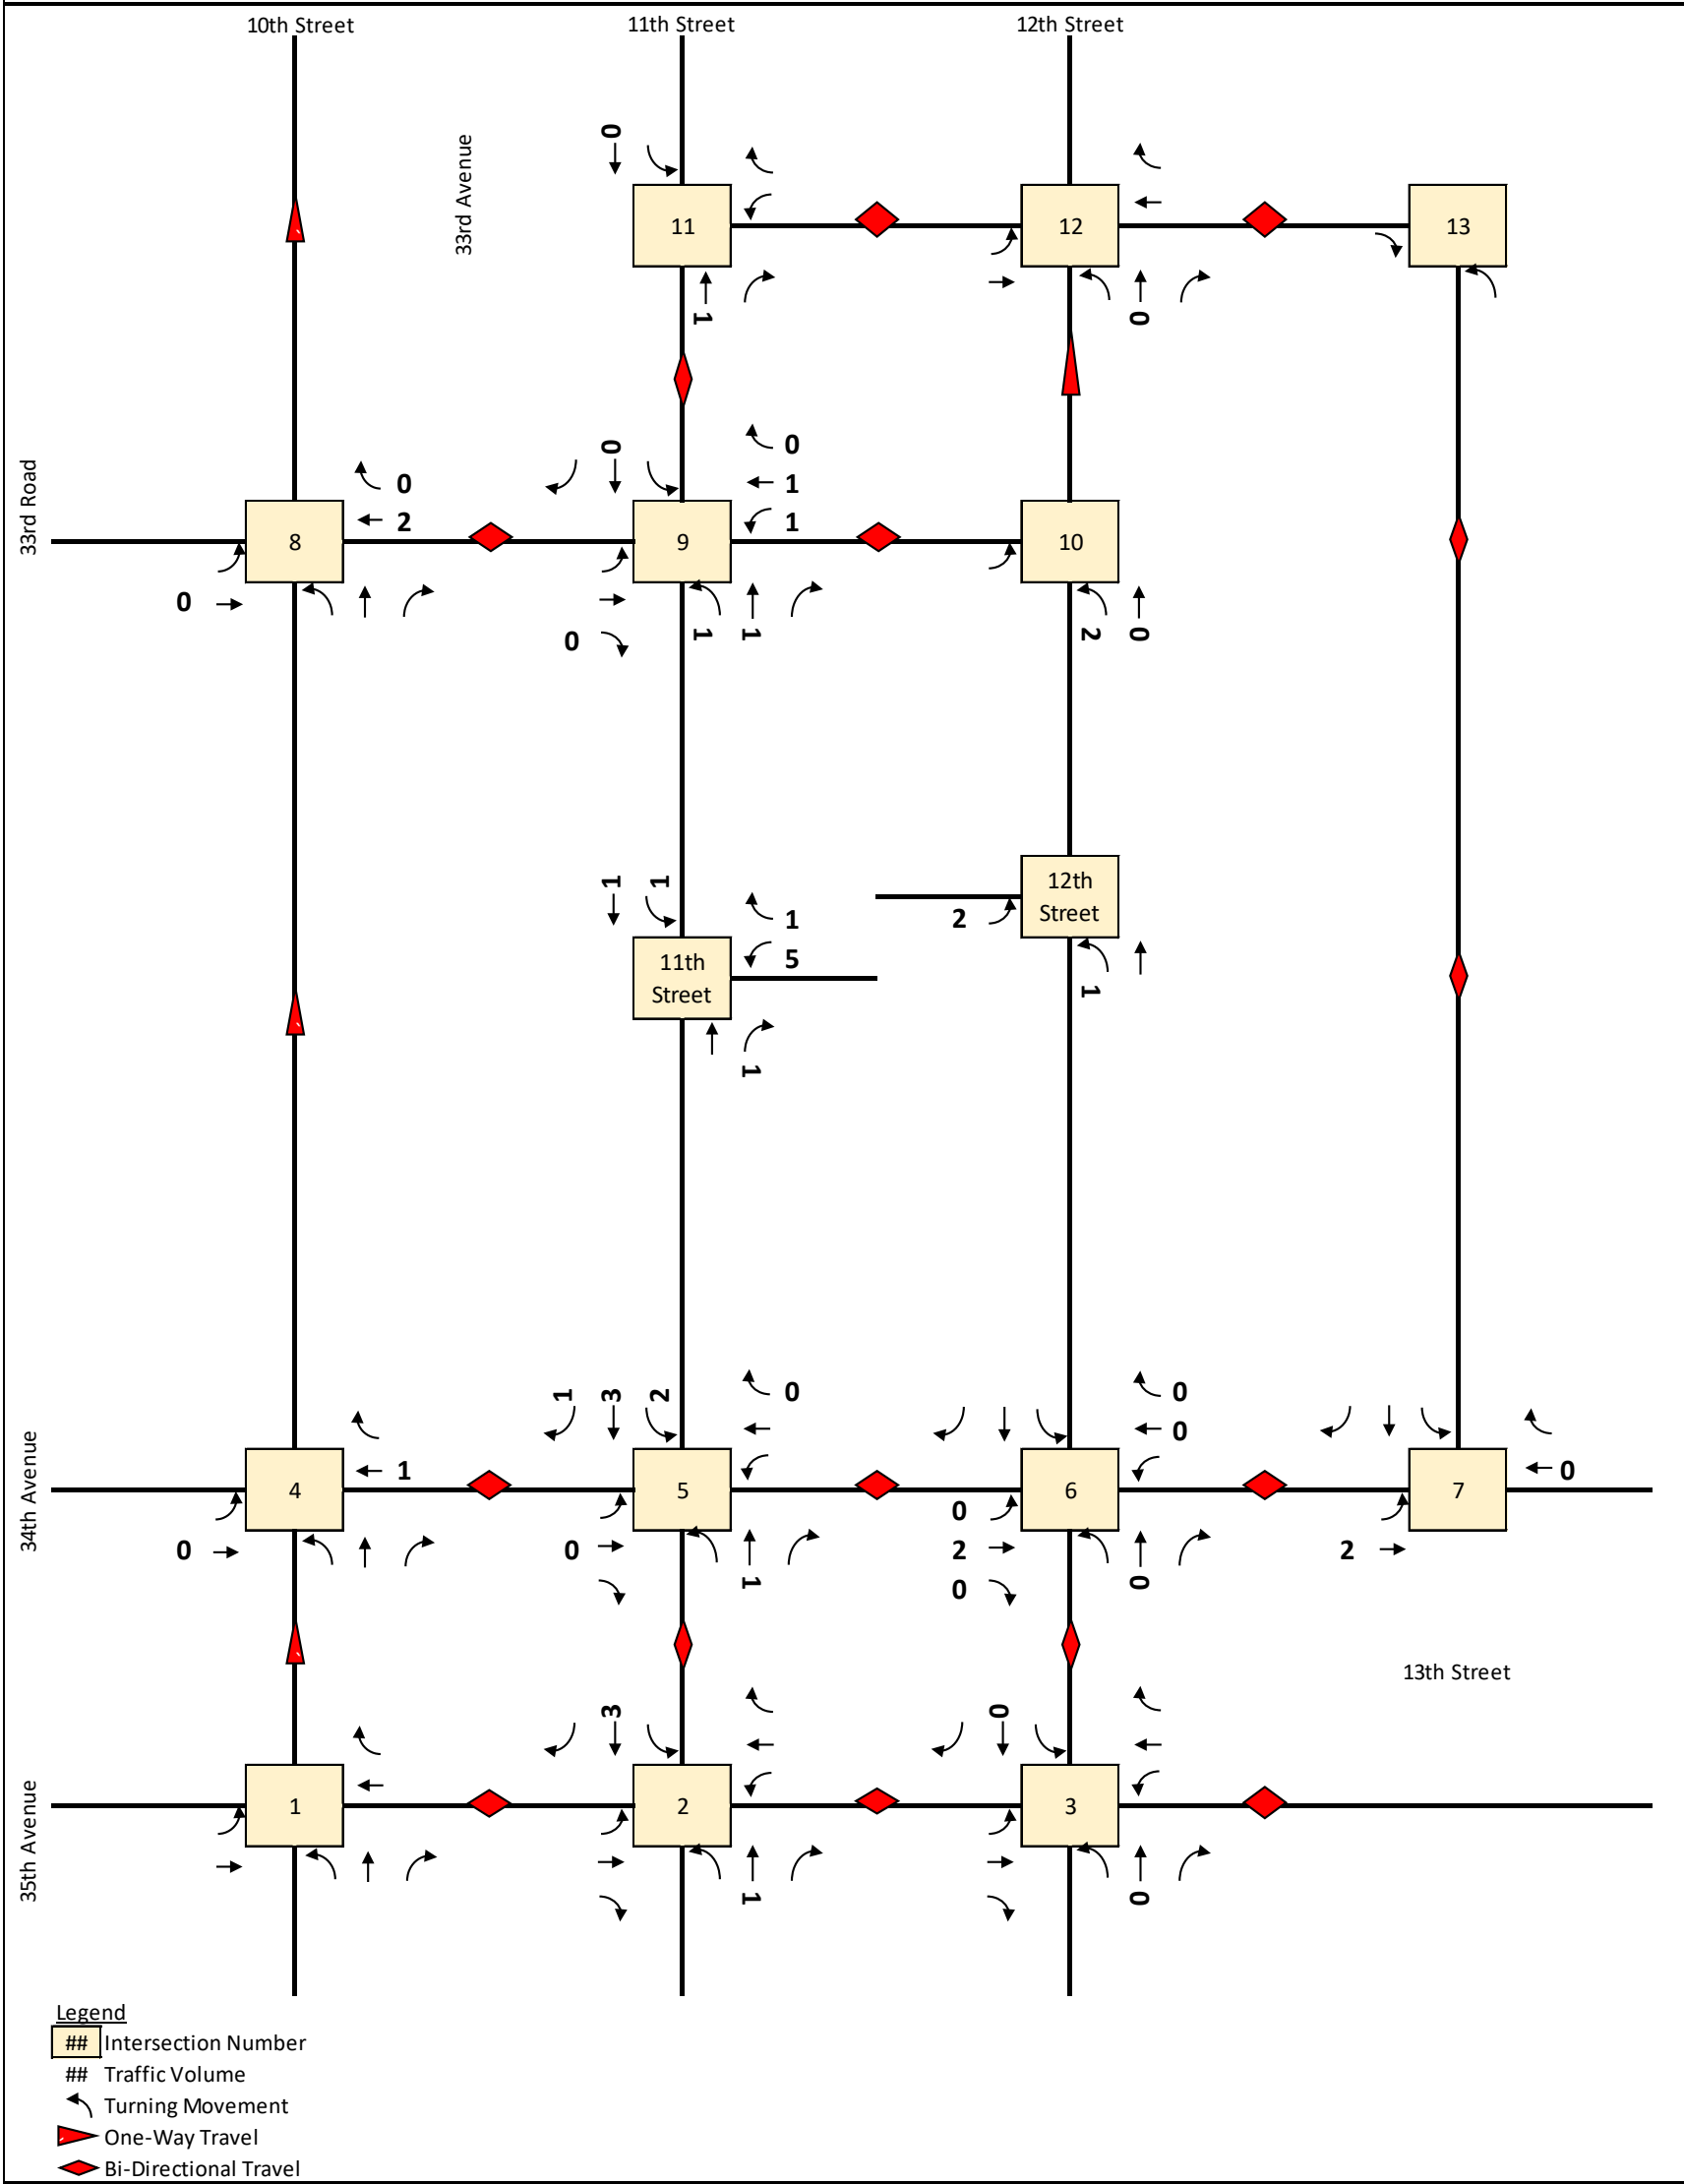 10th Street 11th Street 12th Street
33rd Avenue
0
11 12 13
1 0
33rd Road
0 0
0 1
2 1
8 9 10
0 0 1 1 2 0
1 1 1
5
12th
Street
2
11th
Street
1
1
34th Avenue
1 3 2 0 0
0
1 0
4 5 6 7
0 0 1 0 2 0 0 2
13th Street
35th Avenue
3 0
1 2 3
1 0
Legend
## Intersection Number
## Traffic Volume
Turning Movement
One-Way Travel
Bi-Directional Travel